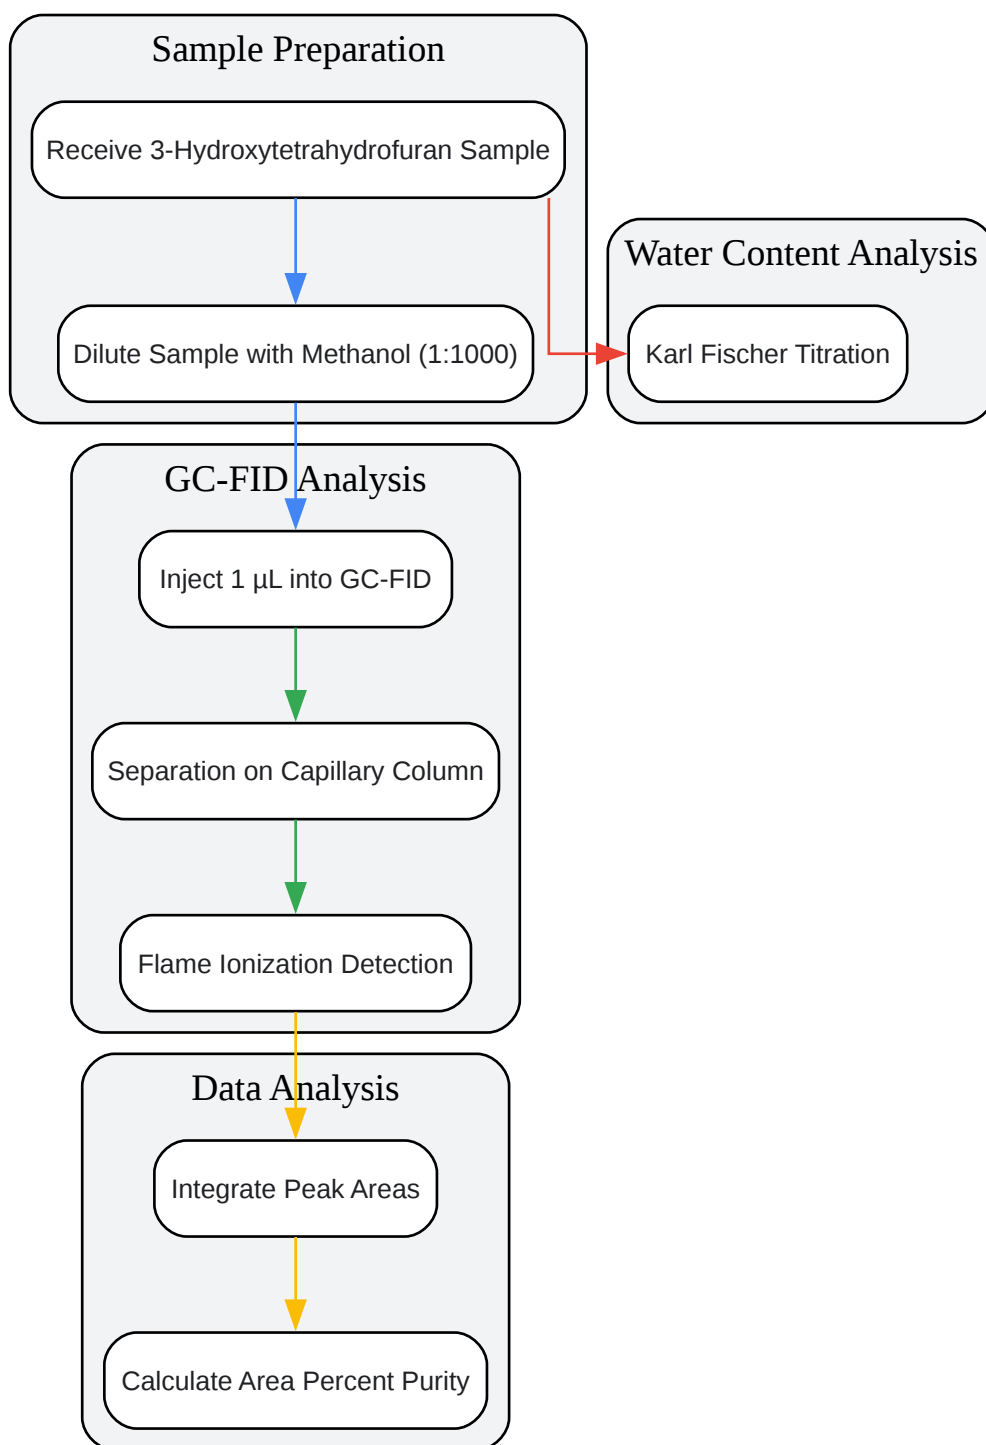 Sample Preparation
Receive 3-Hydroxytetrahydrofuran Sample
Dilute Sample with Methanol (1:1000)
Water Content Analysis
Karl Fischer Titration
GC-FID Analysis
Inject 1 µL into GC-FID
Separation on Capillary Column
Flame Ionization Detection
Data Analysis
Integrate Peak Areas
Calculate Area Percent Purity